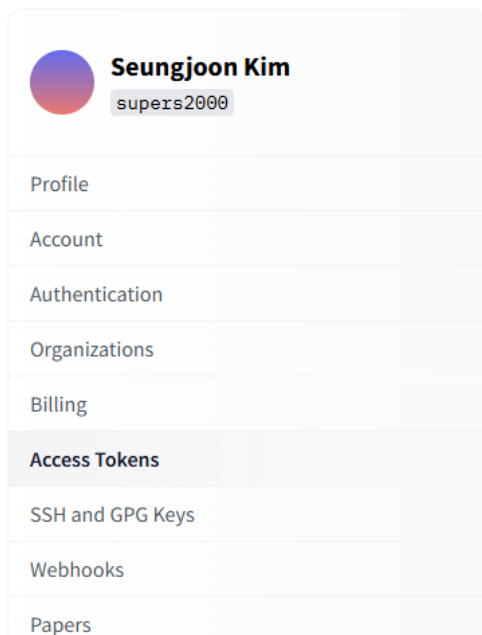 Seungjoon Kim
supers2000
Profile
Account
Authentication
Organizations
Billing
Access Tokens
SSH and GPG Keys
Webhooks
Papers